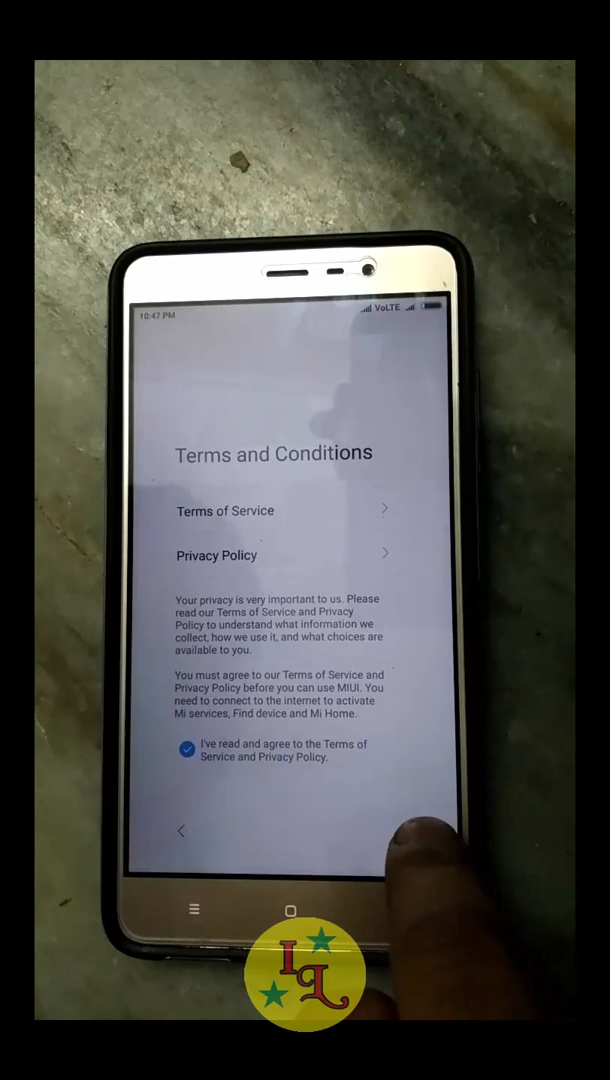 10:47 PM
VoLTE
Terms and Conditions
Terms of Service
Privacy Policy
Your privacy is very important to us. Please
read our Terms of Service and Privacy
Policy to understand what information we
collect, how we use it, and what choices are
available to you.
You must agree to our Terms of Service and
Privacy Policy before you can use MIUI. You
need to connect to the internet to activate
Mi services, Find device and Mi Home.
I've read and agree to the Terms of
Service and Privacy Policy.
LL